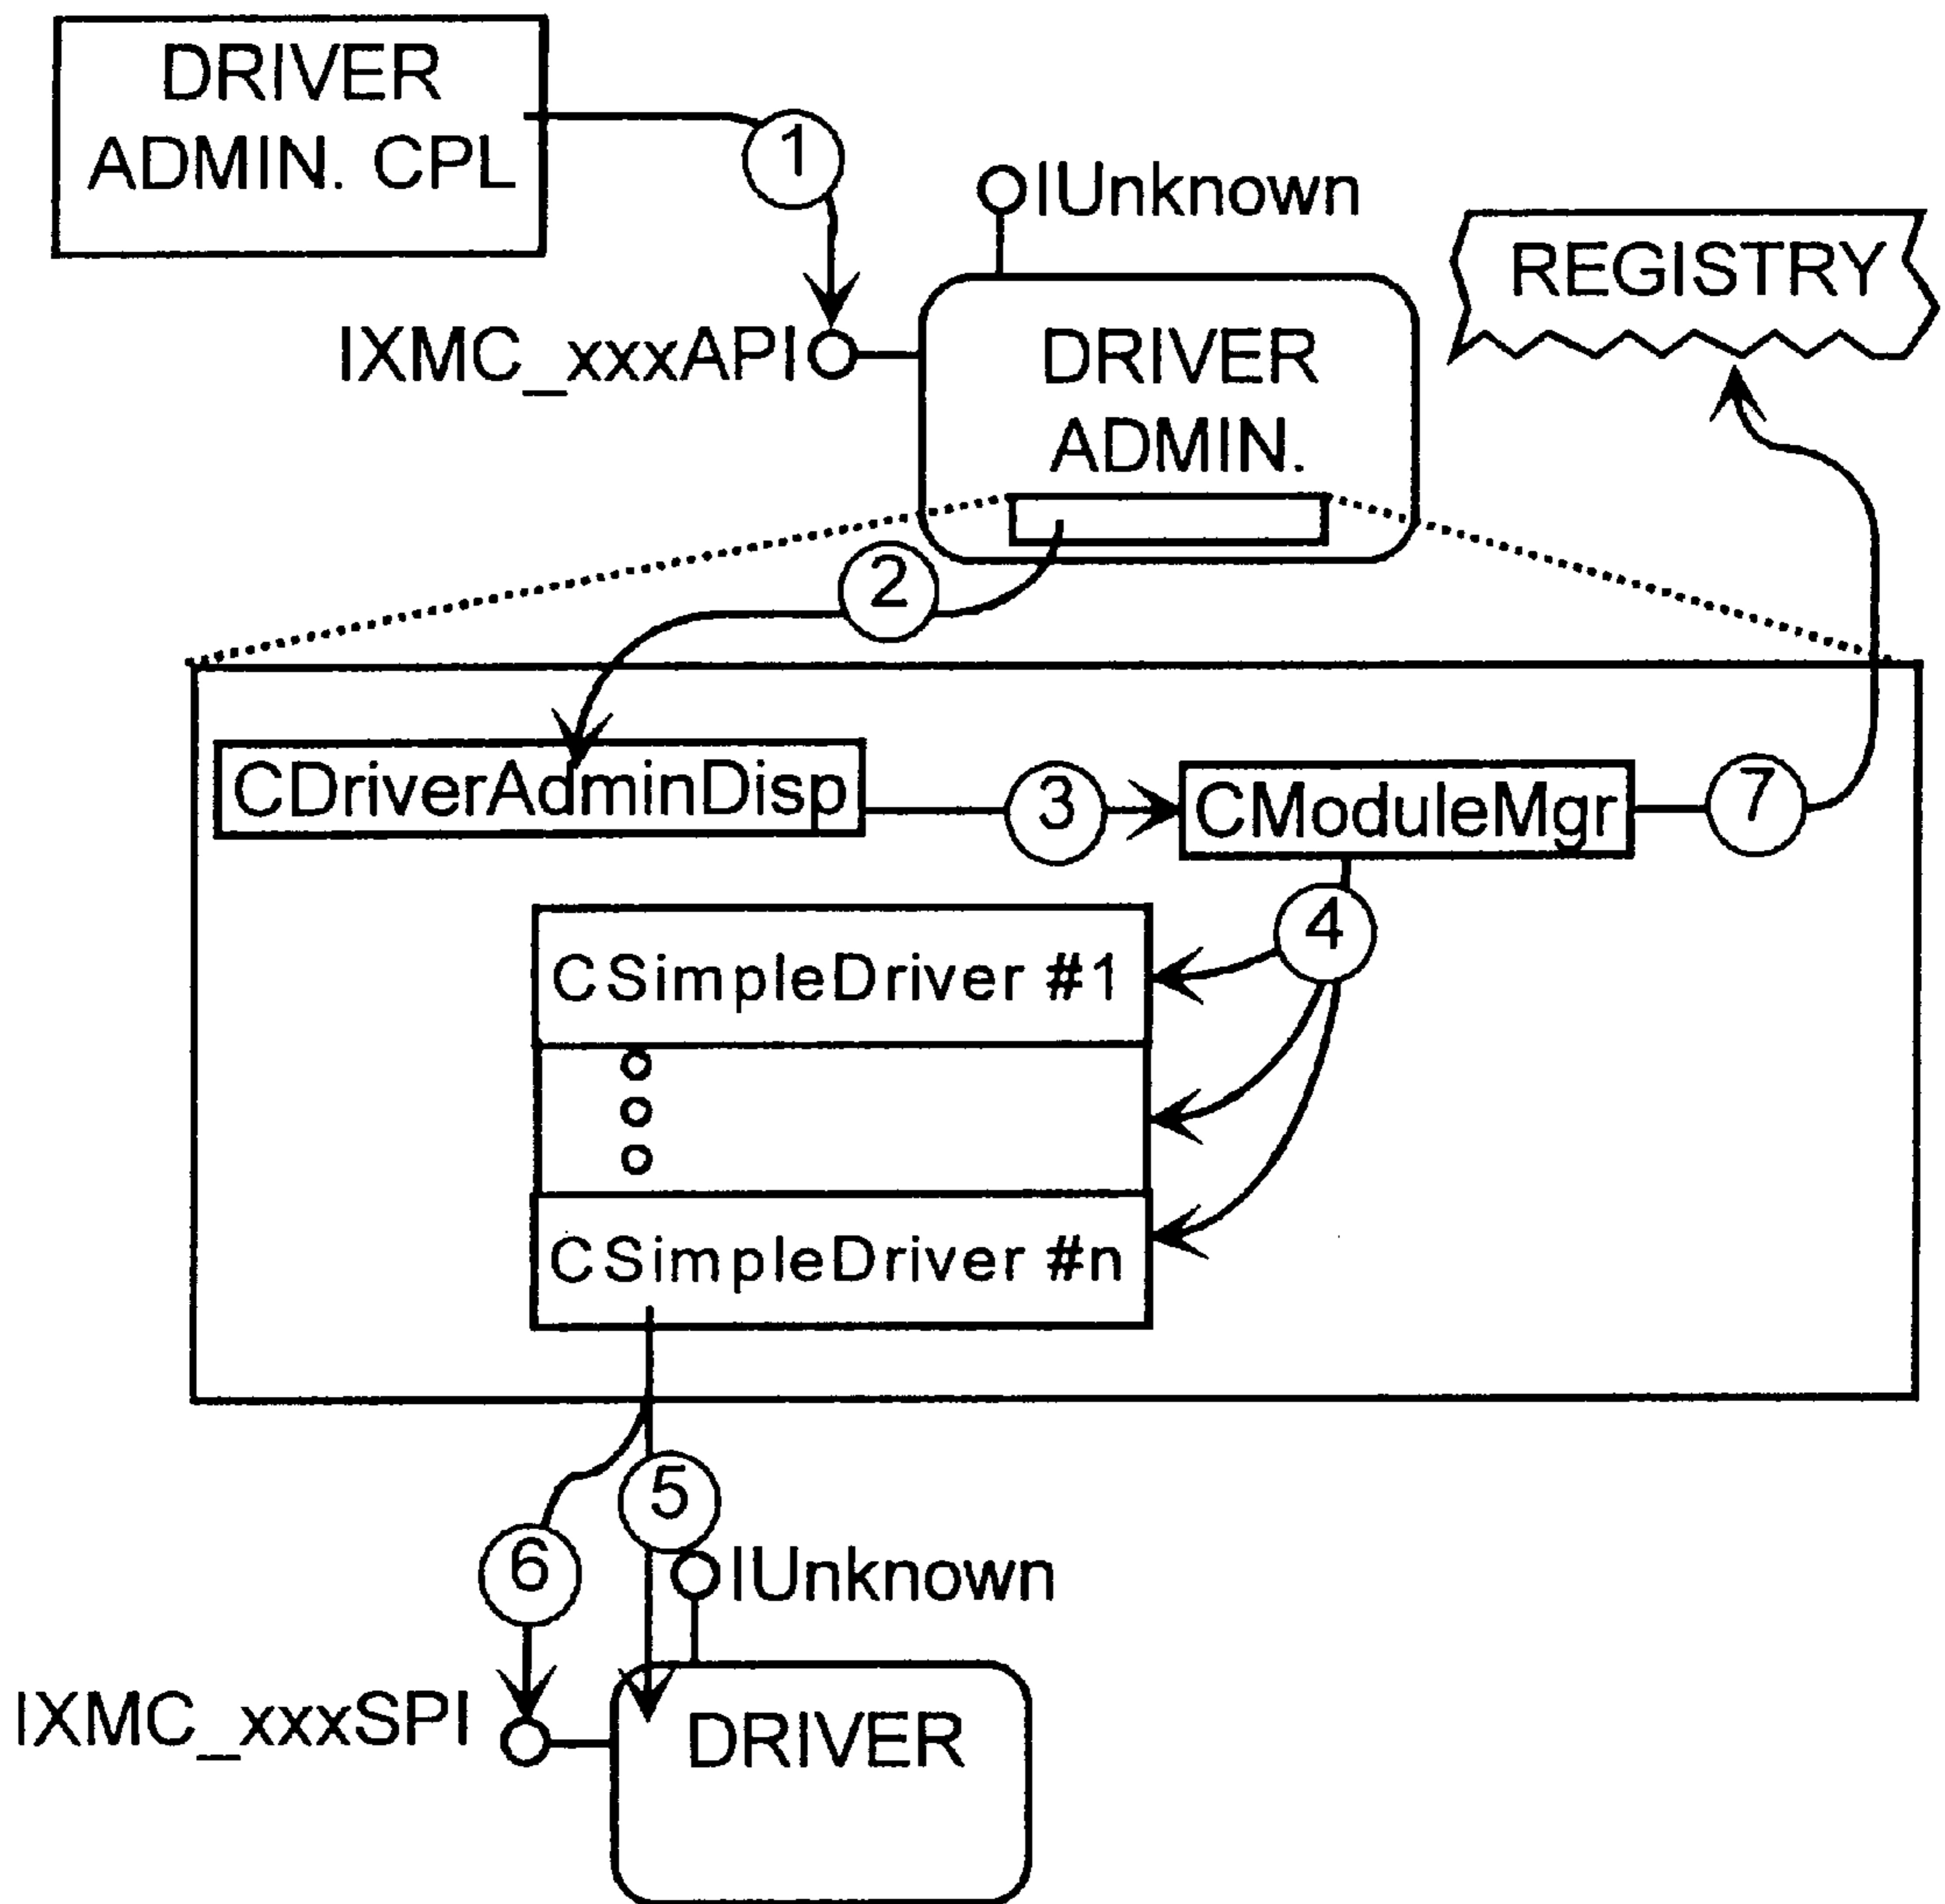 DRIVER
ADMIN. CPL
1
IUnknown
REGISTRY
IXMC_xxxAPI
DRIVER
ADMIN.
2
CDriverAdminDisp
3
CModuleMgr
7
4
CSimpleDriver #1
CSimpleDriver #n
5
6
IUnknown
IXMC_xxxSPI
DRIVER